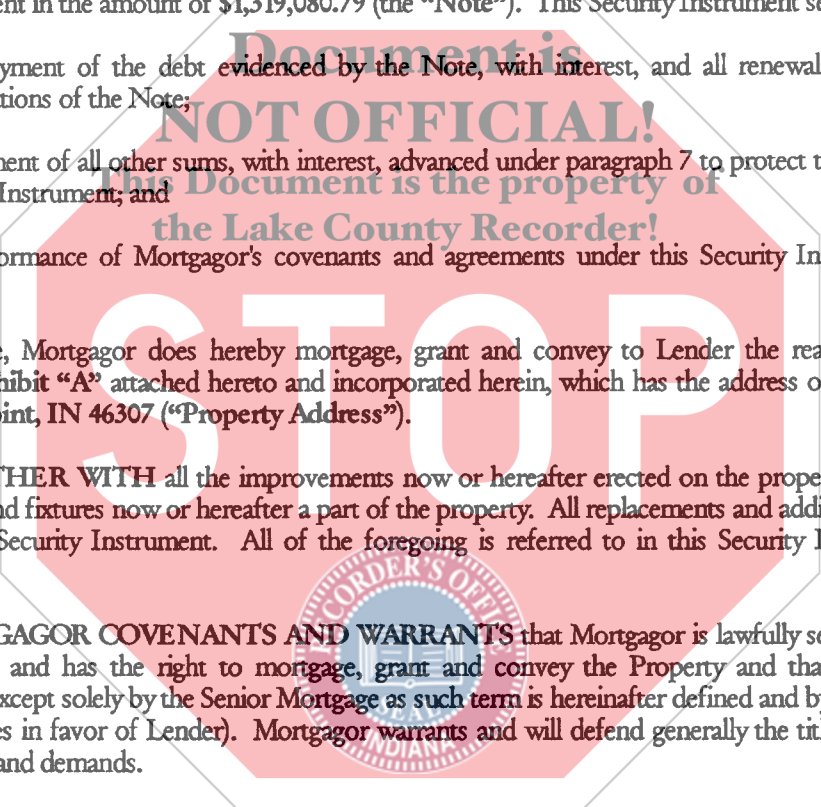 ent in the amount of $1,319,080.79 (the “Note”). This Security Instrument se
Document is
yment of the debt evidenced by the Note, with interest, and all renewal
tions of the Note;
NOT OFFICIAL!
nent of all other sums, with interest, advanced under paragraph 7 to protect t
This Document is the property of
Instrument; and
the Lake County Recorder!
ormance of Mortgagor's covenants and agreements under this Security In
STOP
e, Mortgagor does hereby mortgage, grant and convey to Lender the rea
hibit “A” attached hereto and incorporated herein, which has the address o
int, IN 46307 (“Property Address”).
THER WITH all the improvements now or hereafter erected on the prope
nd fixtures now or hereafter a part of the property. All replacements and addi
Security Instrument. All of the foregoing is referred to in this Security I
RECORDER'S OFFICE
GAGOR COVENANTS AND WARRANTS that Mortgagor is lawfully se
and has the right to mortgage, grant and convey the Property and tha
xcept solely by the Senior Mortgage as such term is hereinafter defined and by
SEAL
es in favor of Lender). Mortgagor warrants and will defend generally the titl
INDIANA
and demands.